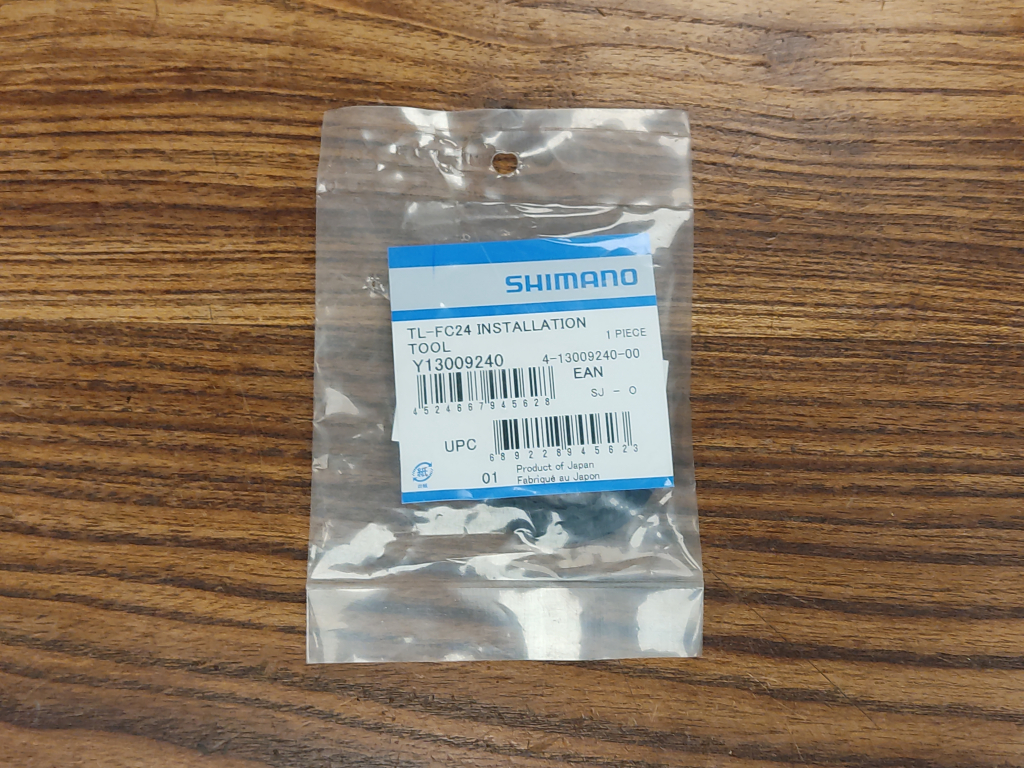 SHIMANO
TL-FC24 INSTALLATION
TOOL
1 PIECE
Y13009240
4-13009240-00
EAN
4524667945628
SJ - O
UPC
689228945623
紙
01
Product of Japan
Fabriqué au Japon